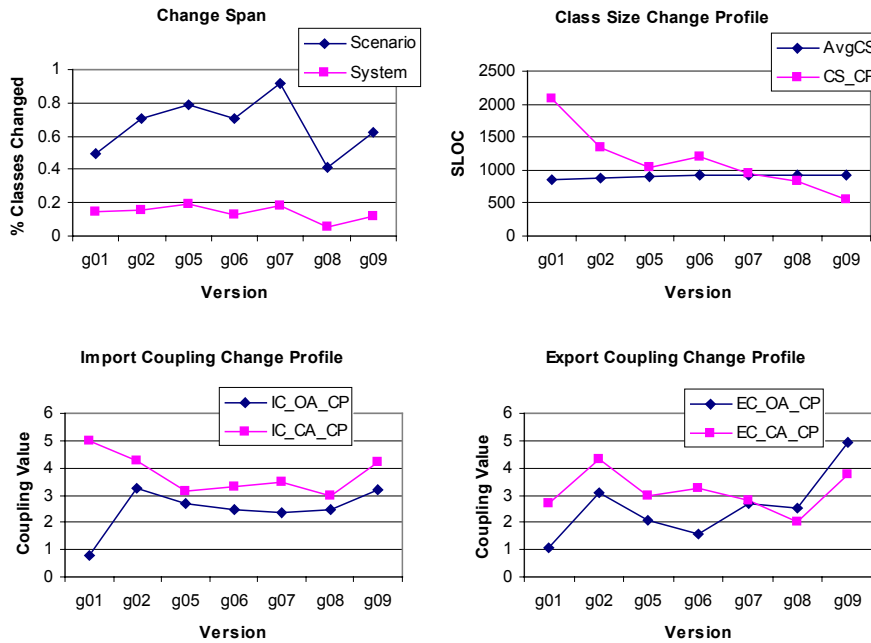 Change Span
Scenario
System
% Classes Changed
1
0.8
0.6
0.4
0.2
0
g01 g02 g05 g06 g07 g08 g09
Version
Class Size Change Profile
AvgCS
CS_CP
SLOC
2500
2000
1500
1000
500
0
g01 g02 g05 g06 g07 g08 g09
Version
Import Coupling Change Profile
IC_OA_CP
IC_CA_CP
Coupling Value
6
5
4
3
2
1
0
g01 g02 g05 g06 g07 g08 g09
Version
Export Coupling Change Profile
EC_OA_CP
EC_CA_CP
Coupling Value
6
5
4
3
2
1
0
g01 g02 g05 g06 g07 g08 g09
Version